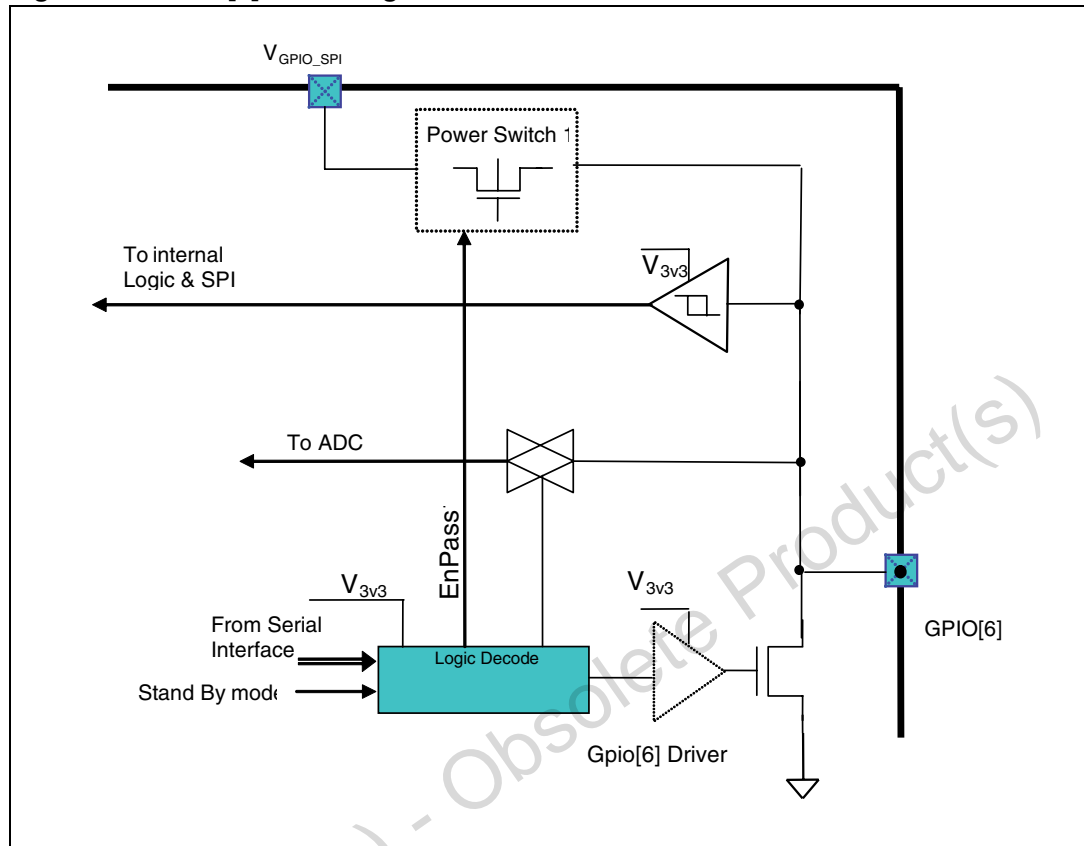 V_GPIO_SPI
Power Switch 1
To internal
Logic & SPI
V3v3
To ADC
EnPass
V3v3
V3v3
From Serial
Interface
Logic Decode
GPIO[6]
Stand By mode
Gpio[6] Driver
) - Obsolete Product(s)